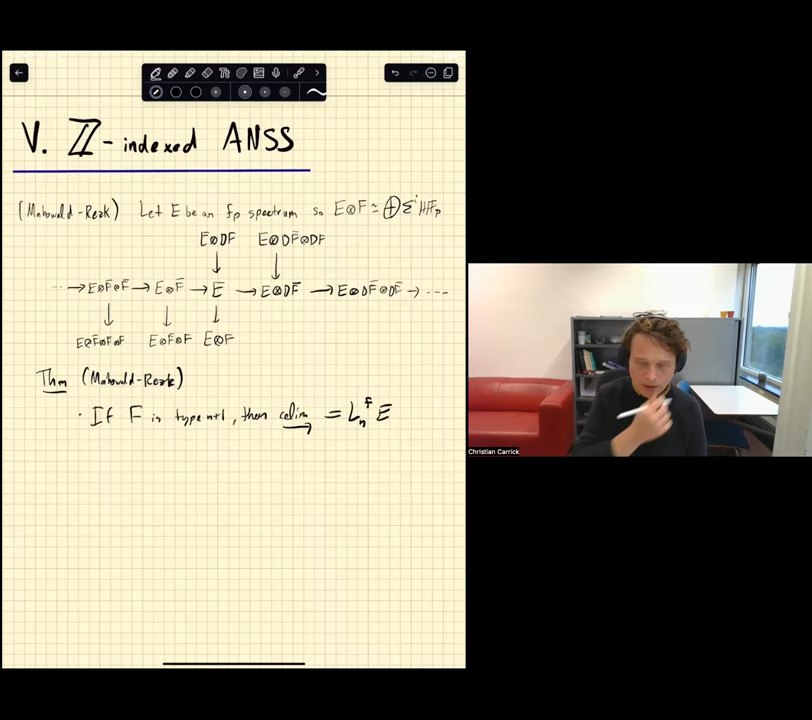 V. ℤ-indexed ANSS
(Mahowald-Rezk) Let E be an fp spectrum so E⊗F ≃ ⊕Σ^i HF_p
E⊗DF E⊗DF̄⊗DF
··· → E⊗F̄⊗F̄ → E⊗F̄ → E → E⊗DF̄ → E⊗DF̄⊗DF̄ → ···
E⊗F̄⊗F̄⊗F E⊗F̄⊗F E⊗F
Thm (Mahowald-Rezk)
· If F is type n+1, then colim = L_n^f E
Christian Carrick